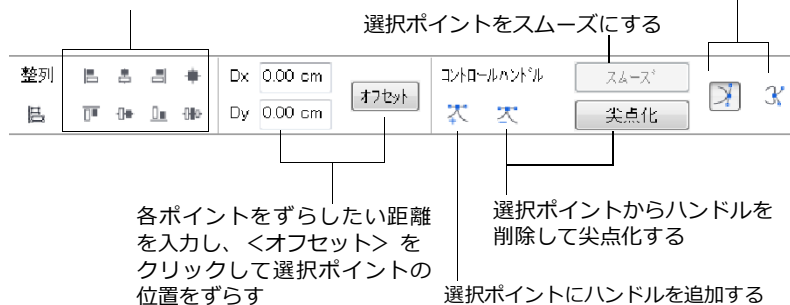 選択ポイントをスムーズにする
整列
Dx 0.00 cm
Dy 0.00 cm
オフセット
コントロールハンドル
スムーズ
尖点化
各ポイントをずらしたい距離
を入力し、＜オフセット＞ を
クリックして選択ポイントの
位置をずらす
選択ポイントからハンドルを
削除して尖点化する
選択ポイントにハンドルを追加する